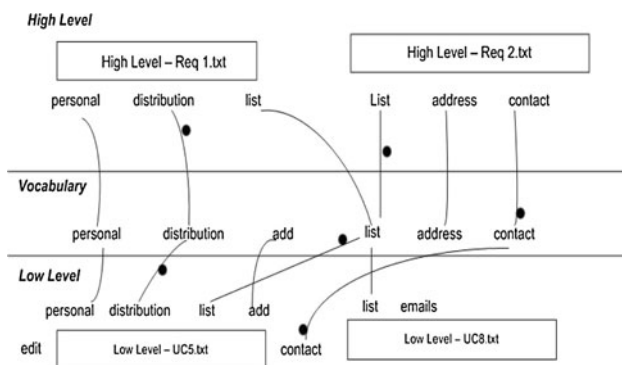 High Level
High Level – Req 1.txt
High Level – Req 2.txt
personal distribution list List address contact
Vocabulary
personal distribution add list address contact
Low Level
personal distribution list add list emails
edit Low Level – UC5.txt contact Low Level – UC8.txt